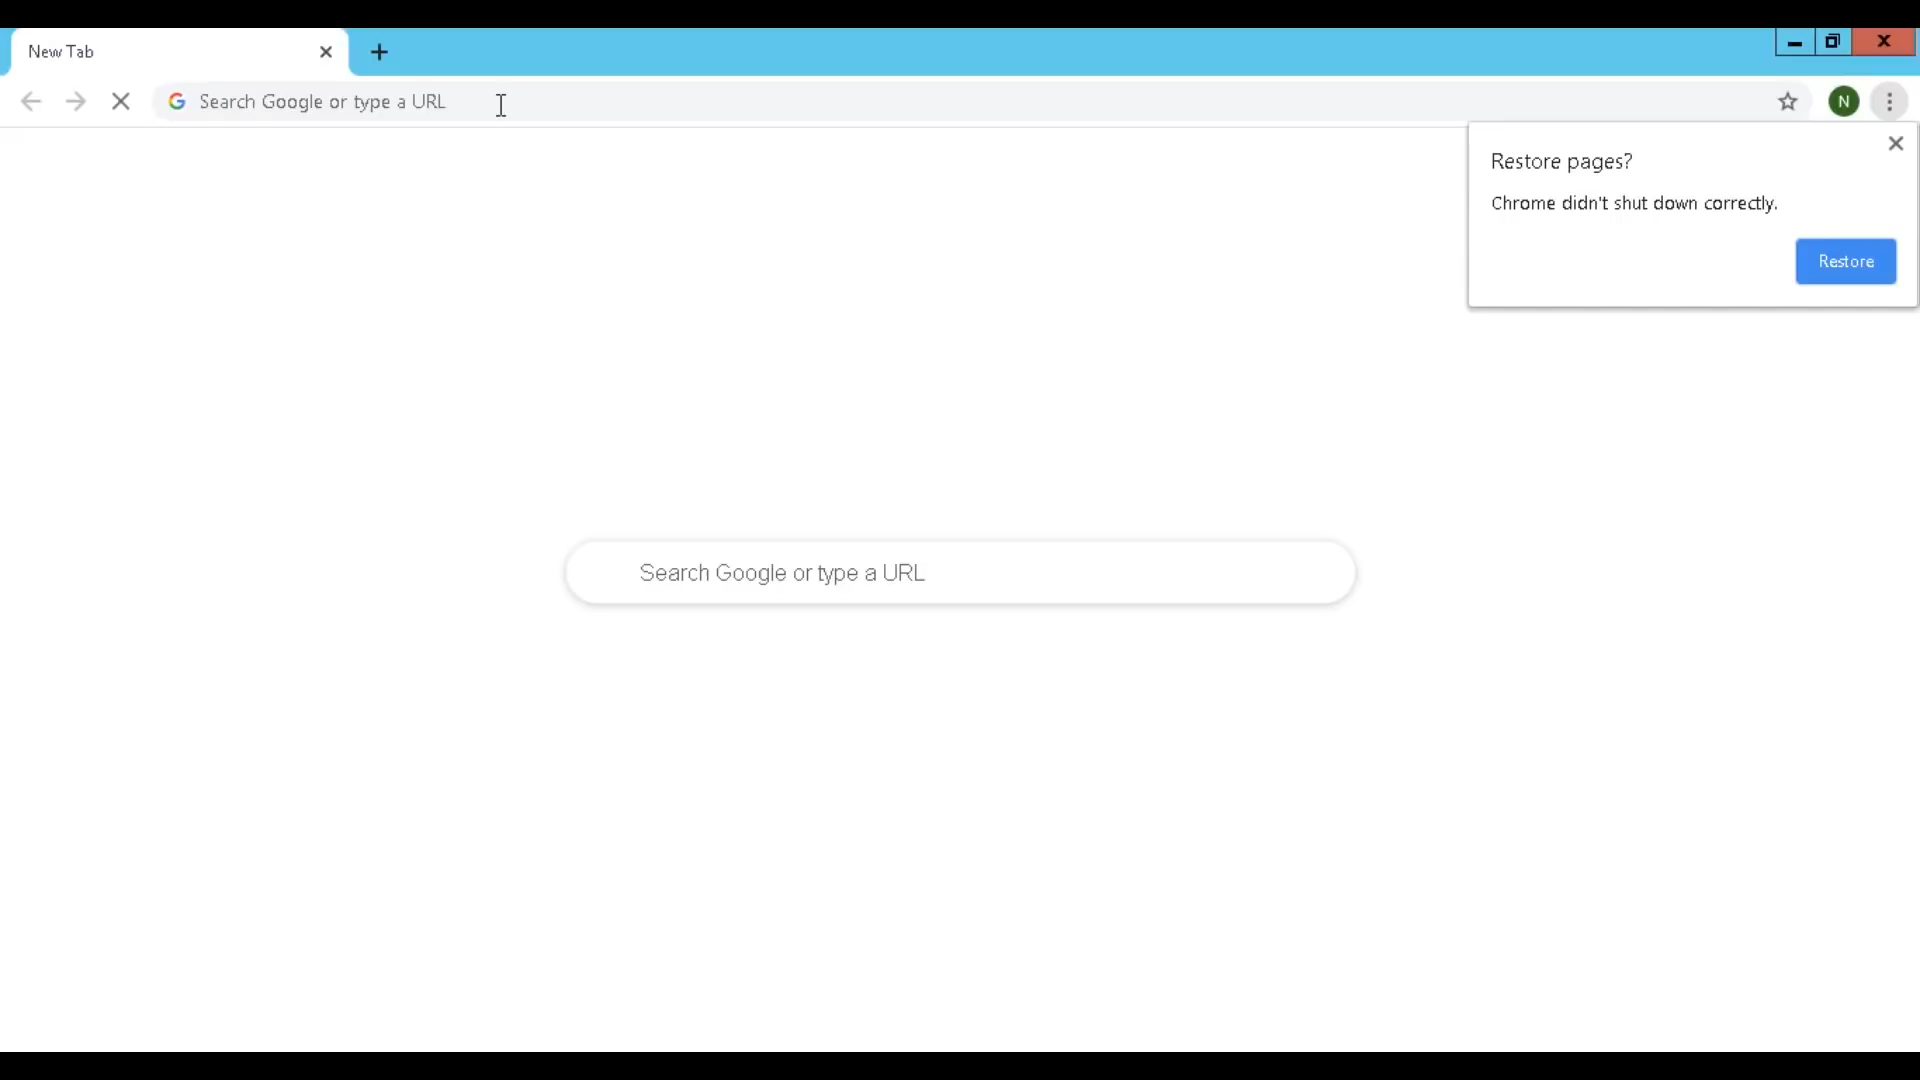 New Tab
Search Google or type a URL
N
Restore pages?
Chrome didn't shut down correctly.
Restore
Search Google or type a URL